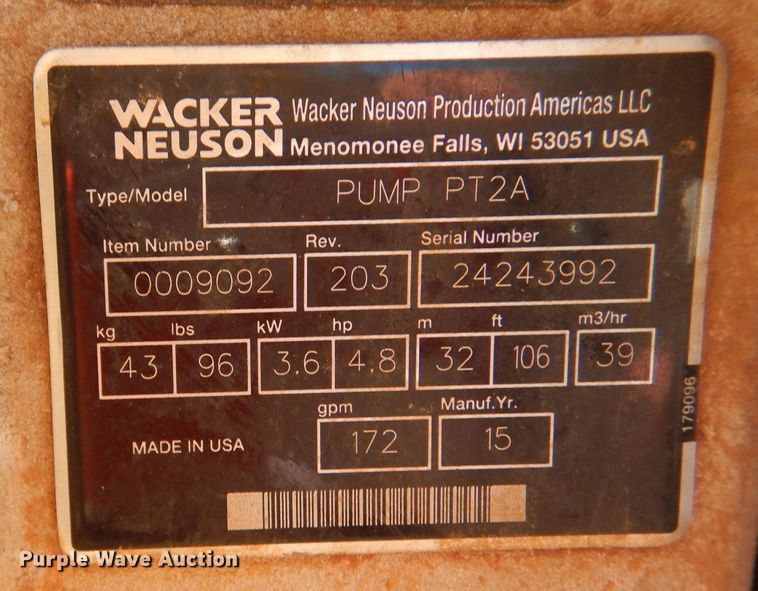 WACKER NEUSON Wacker Neuson Production Americas LLC
Menomonee Falls, WI 53051 USA
Type/Model PUMP PT2A
Item Number Rev. Serial Number
0009092 203 24243992
kg lbs kW hp m ft m3/hr
43 96 3.6 4.8 32 106 39
gpm Manuf.Yr.
MADE IN USA 172 15
179096
Purple Wave Auction